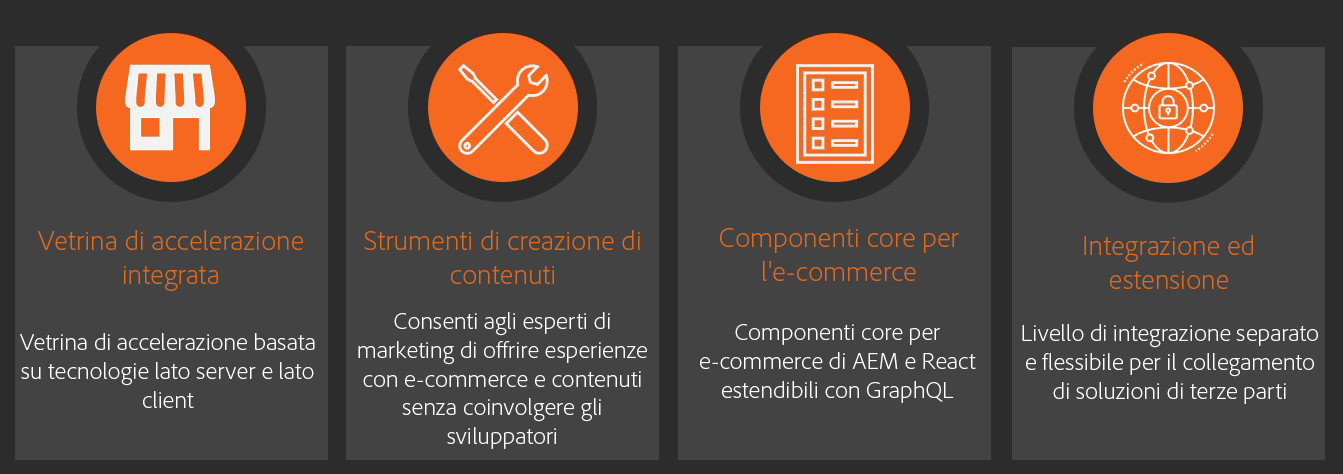 Vetrina di accelerazione
integrata
Vetrina di accelerazione basata
su tecnologie lato server e lato
client
Strumenti di creazione di
contenuti
Consenti agli esperti di
marketing di offrire esperienze
con e-commerce e contenuti
senza coinvolgere gli
sviluppatori
Componenti core per
l'e-commerce
Componenti core per
e-commerce di AEM e React
estendibili con GraphQL
Integrazione ed
estensione
Livello di integrazione separato
e flessibile per il collegamento
di soluzioni di terze parti